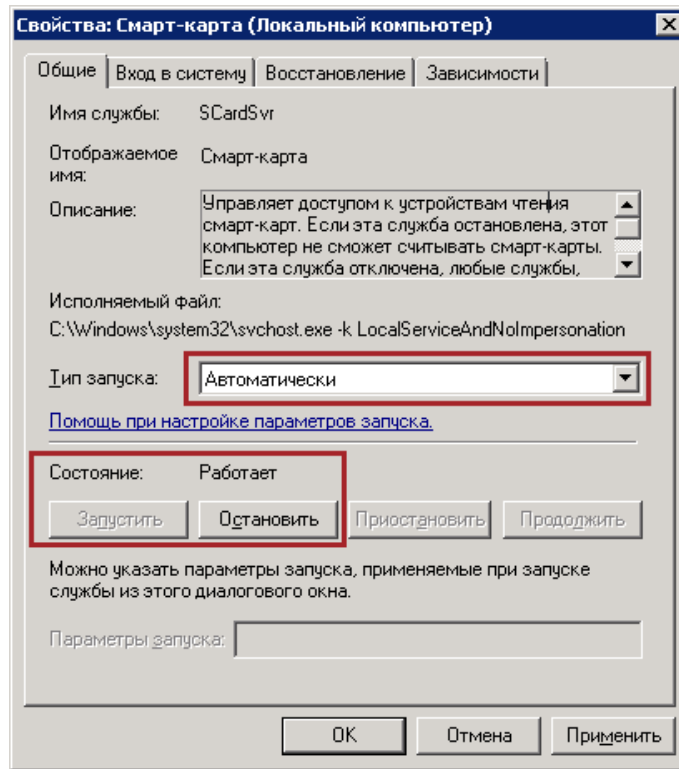 Свойства: Смарт-карта (Локальный компьютер)
Общие Вход в систему Восстановление Зависимости
Имя службы: SCardSvr
Отображаемое имя: Смарт-карта
Описание: Управляет доступом к устройствам чтения
смарт-карт. Если эта служба остановлена, этот
компьютер не сможет считывать смарт-карты.
Если эта служба отключена, любые службы,
Исполняемый файл:
C:\Windows\system32\svchost.exe -k LocalServiceAndNoImpersonation
Тип запуска: Автоматически
Помощь при настройке параметров запуска.
Состояние: Работает
Запустить Остановить Приостановить Продолжить
Можно указать параметры запуска, применяемые при запуске
службы из этого диалогового окна.
Параметры запуска:
OK Отмена Применить